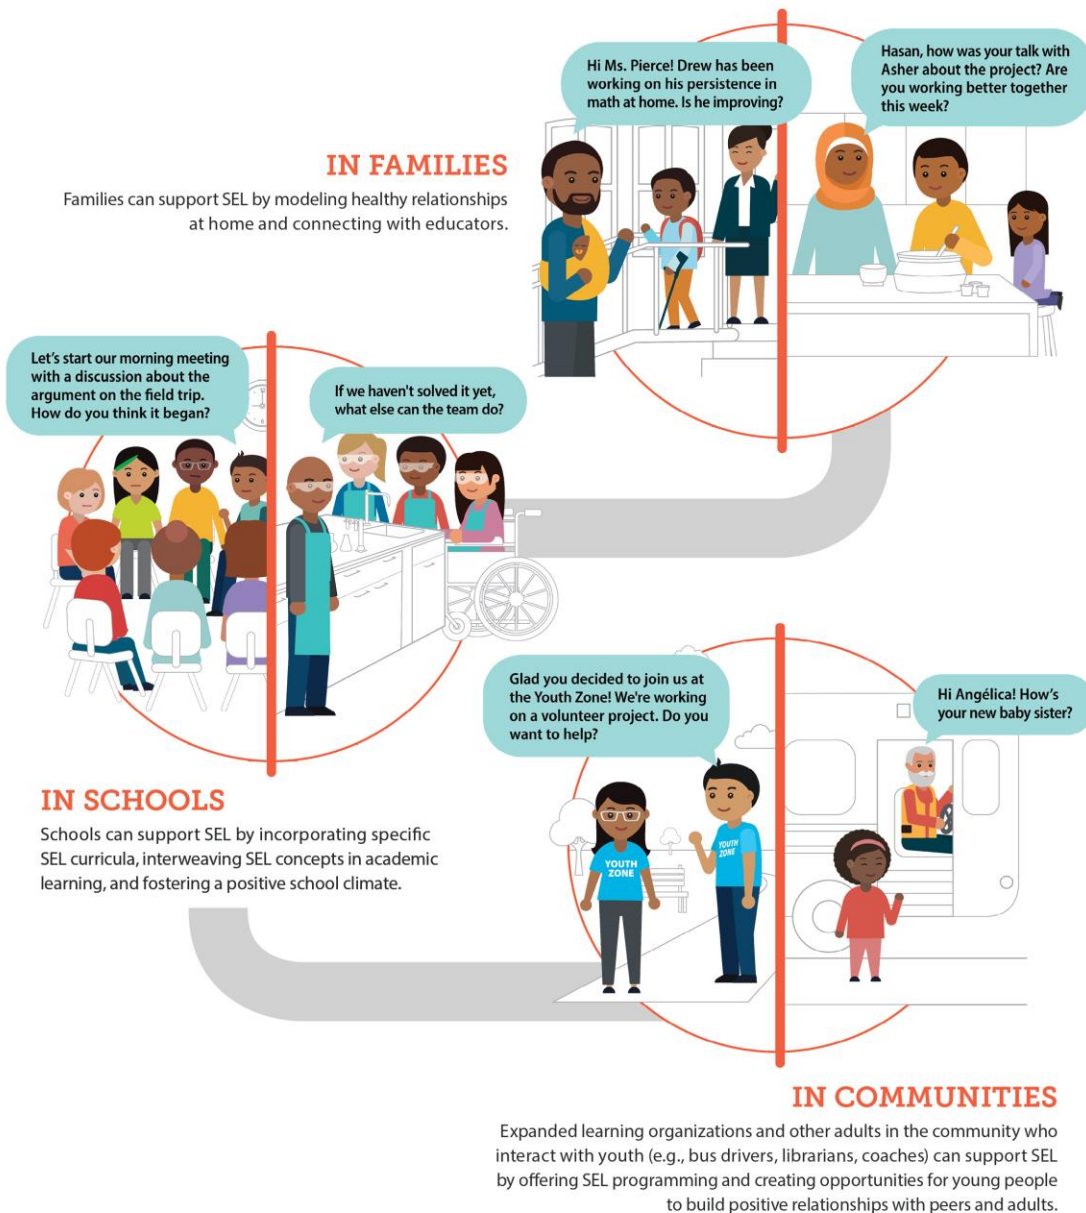 Hi Ms. Pierce! Drew has been
working on his persistence in
math at home. Is he improving?
Hasan, how was your talk with
Asher about the project? Are
you working better together
this week?
IN FAMILIES
Families can support SEL by modeling healthy relationships
at home and connecting with educators.
Let's start our morning meeting
with a discussion about the
argument on the field trip.
How do you think it began?
If we haven't solved it yet,
what else can the team do?
IN SCHOOLS
Schools can support SEL by incorporating specific
SEL curricula, interweaving SEL concepts in academic
learning, and fostering a positive school climate.
Glad you decided to join us at
the Youth Zone! We're working
on a volunteer project. Do you
want to help?
Hi Angélica! How's
your new baby sister?
YOUTH
ZONE
YOUTH
ZONE
IN COMMUNITIES
Expanded learning organizations and other adults in the community who
interact with youth (e.g., bus drivers, librarians, coaches) can support SEL
by offering SEL programming and creating opportunities for young people
to build positive relationships with peers and adults.